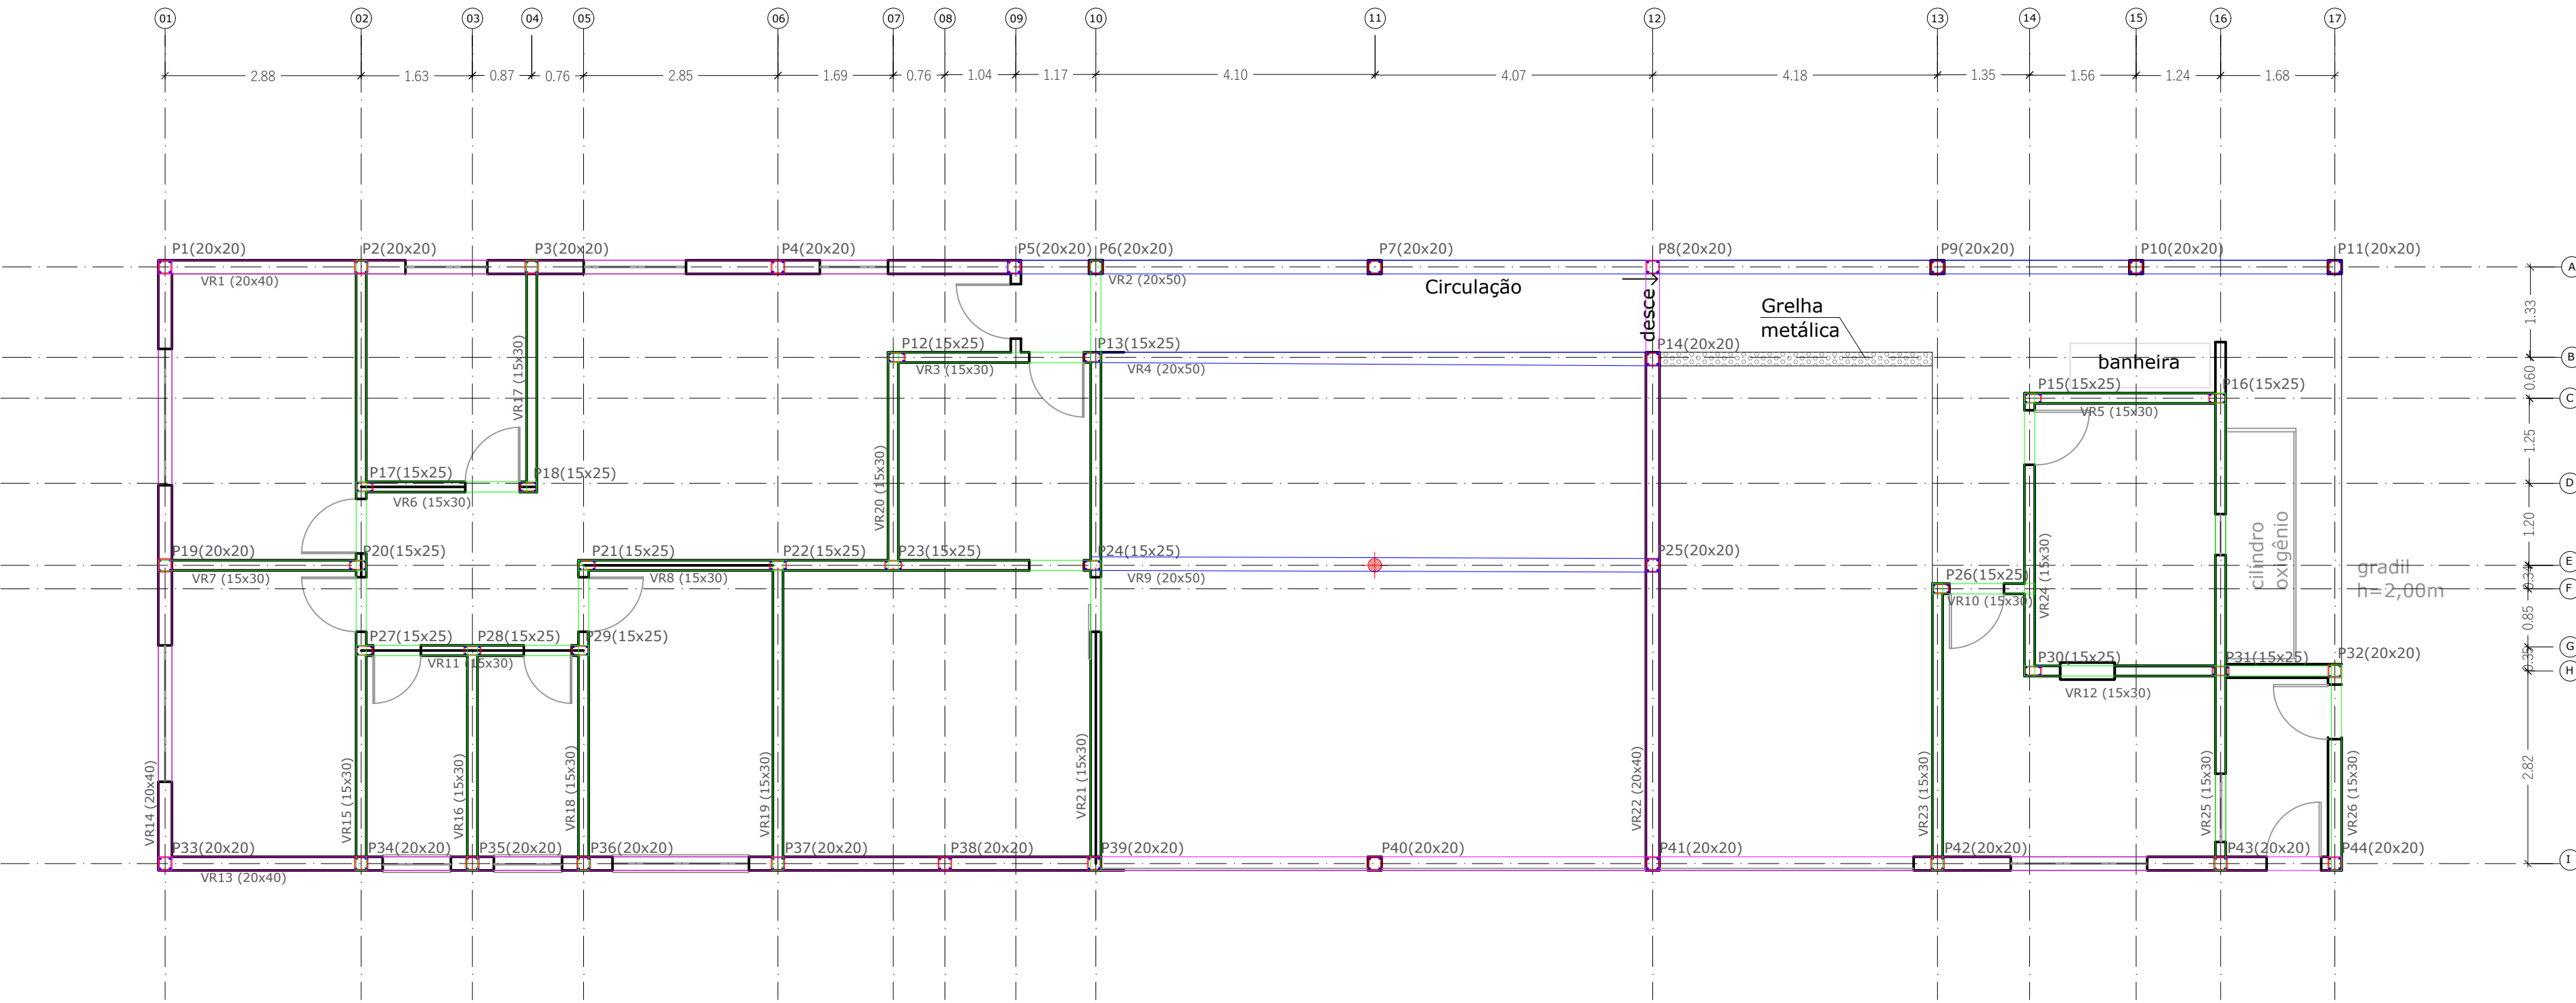 01 02 03 04 05 06 07 08 09 10 11 12 13 14 15 16 17
2.88 1.63 0.87 0.76 2.85 1.69 0.76 1.04 1.17 4.10 4.07 4.18 1.35 1.56 1.24 1.68
P1(20x20) P2(20x20) P3(20x20) P4(20x20) P5(20x20) P6(20x20) P7(20x20) P8(20x20) P9(20x20) P10(20x20) P11(20x20)
A
VR1 (20x40) VR2 (20x50)
Circulação
desce
Grelha
metálica
1.33
P12(15x25) P13(15x25) P14(20x20)
B
VR3 (15x30) VR4 (20x50)
banheira
0.60
VR17 (15x30)
P15(15x25) P16(15x25)
C
VR5 (15x30)
1.25
P17(15x25) P18(15x25)
D
VR6 (15x30)
VR20 (15x30)
1.20
cilindro
oxigênio
P19(20x20) P20(15x25) P21(15x25) P22(15x25) P23(15x25) P24(15x25) P25(20x20)
E
VR7 (15x30) VR8 (15x30) VR9 (20x50)
gradil
h=2,00m
0.34
P26(15x25)
F
VR10 (15x30)
VR24 (15x30)
0.85
P27(15x25) P28(15x25) P29(15x25)
G
VR11 (15x30)
0.35
P30(15x25) P31(15x25) P32(20x20)
H
VR12 (15x30)
2.82
VR14 (20x40) VR15 (15x30) VR16 (15x30) VR18 (15x30) VR19 (15x30) VR21 (15x30) VR22 (20x40) VR23 (15x30) VR25 (15x30) VR26 (15x30)
P33(20x20) P34(20x20) P35(20x20) P36(20x20) P37(20x20) P38(20x20) P39(20x20) P40(20x20) P41(20x20) P42(20x20) P43(20x20) P44(20x20)
I
VR13 (20x40)